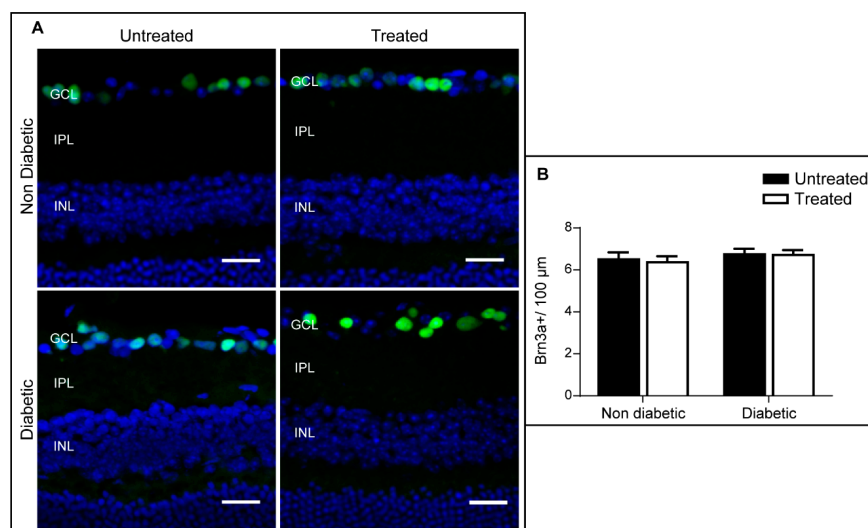 A
Untreated
Treated
Non Diabetic
GCL
IPL
INL
GCL
IPL
INL
Diabetic
GCL
IPL
INL
GCL
IPL
INL
B
Untreated
Treated
Brn3a+/ 100 µm
8
6
4
2
0
Non diabetic
Diabetic